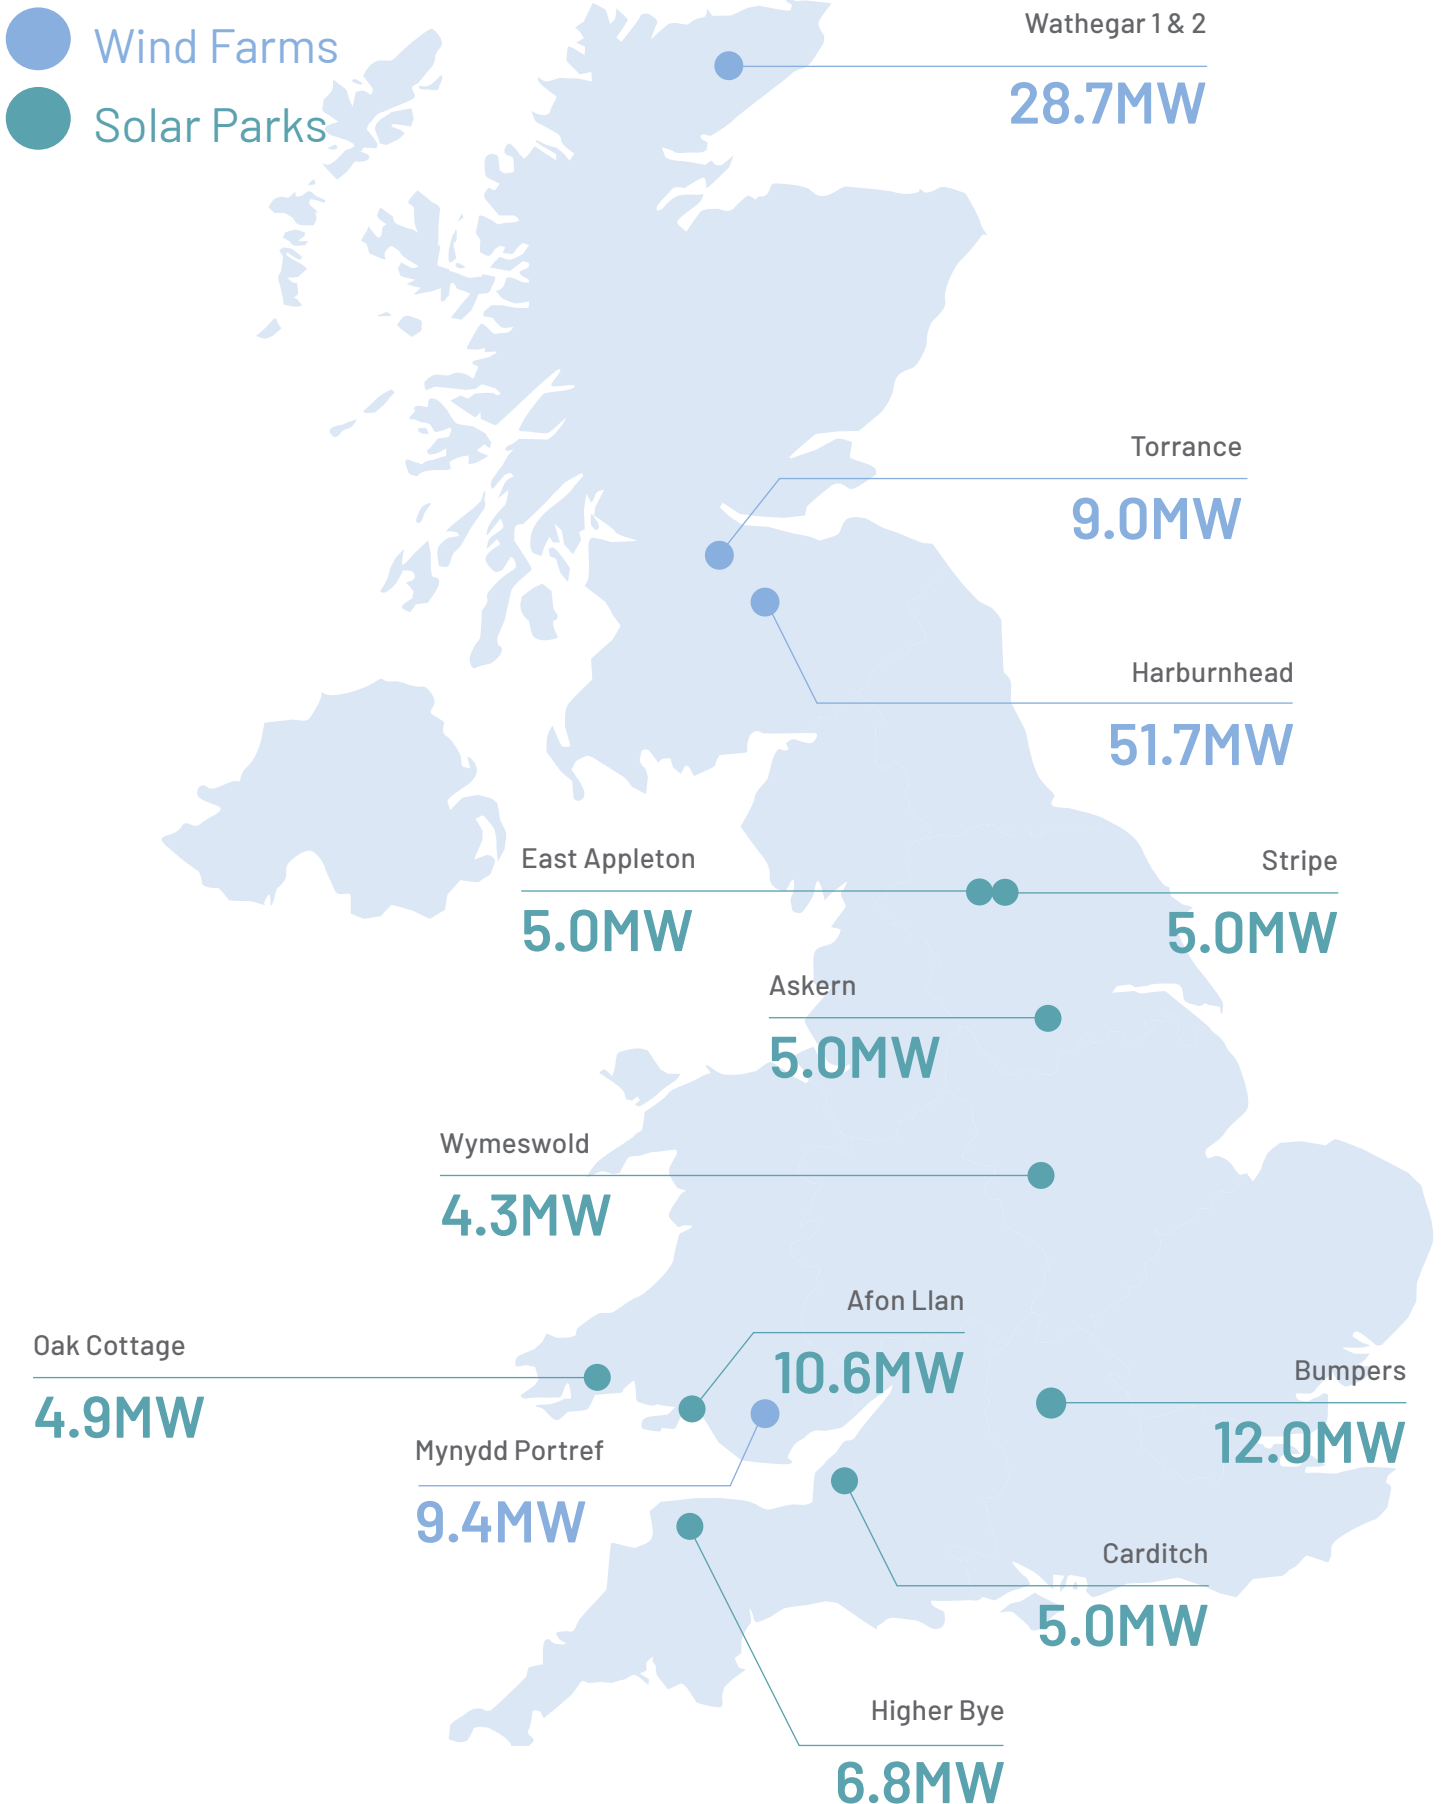 Wind Farms
Solar Parks
Wathegar 1 & 2
28.7MW
Torrance
9.0MW
Harburnhead
51.7MW
East Appleton
5.0MW
Stripe
5.0MW
Askern
5.0MW
Wymeswold
4.3MW
Afon Llan
10.6MW
Oak Cottage
4.9MW
Bumpers
12.0MW
Mynydd Portref
9.4MW
Carditch
5.0MW
Higher Bye
6.8MW